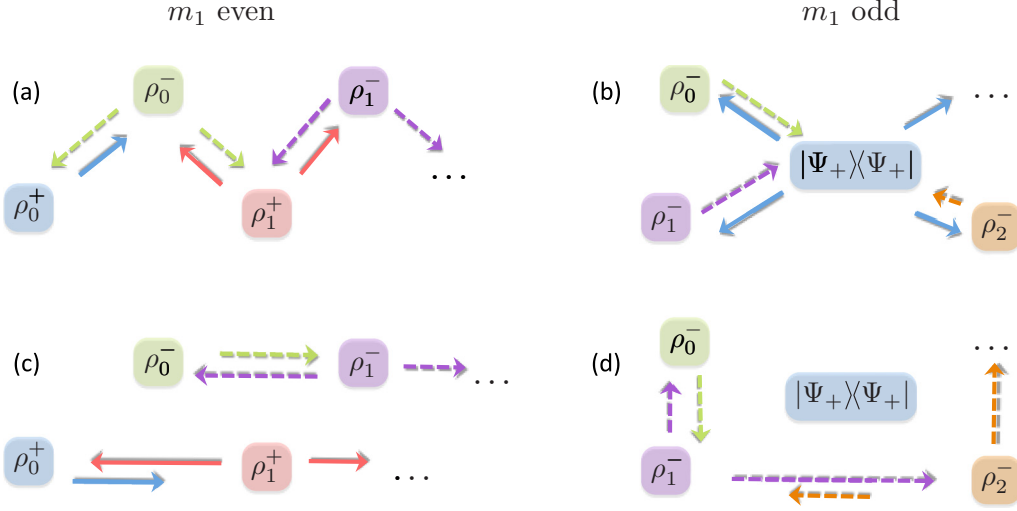 m₁ even m₁ odd
(a) ρ₀⁻ ρ₁⁻ (b) ρ₀⁻ ...
ρ₀⁺ ρ₁⁺ ... |Ψ₊⟩⟨Ψ₊|
ρ₁⁻ ρ₂⁻
(c) ρ₀⁻ ρ₁⁻ ... (d) ρ₀⁻ ...
|Ψ₊⟩⟨Ψ₊|
ρ₀⁺ ρ₁⁺ ... ρ₁⁻ ρ₂⁻